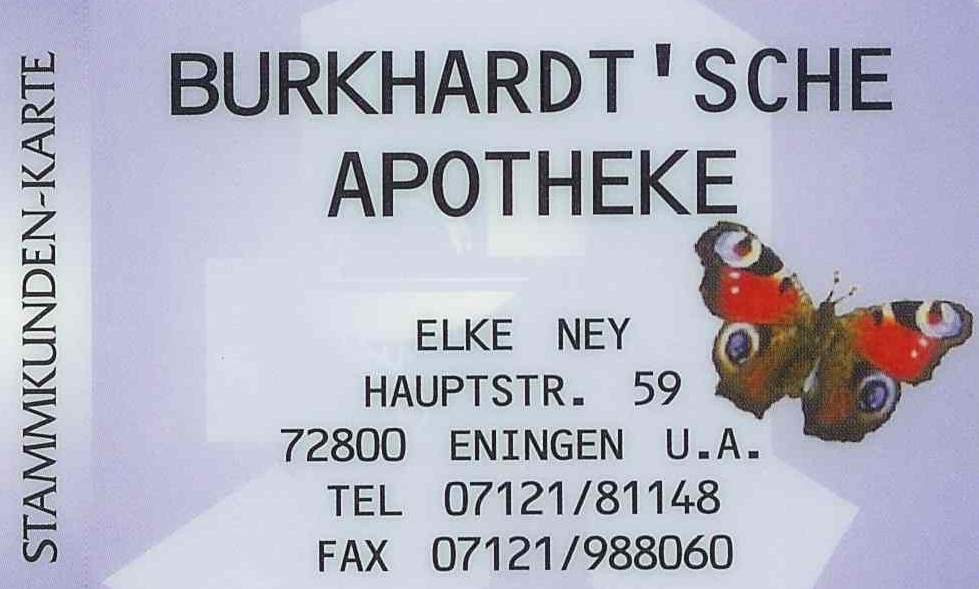 STAMMKUNDEN-KARTE
BURKHARDT'SCHE
APOTHEKE
ELKE NEY
HAUPTSTR. 59
72800 ENINGEN U.A.
TEL 07121/81148
FAX 07121/988060